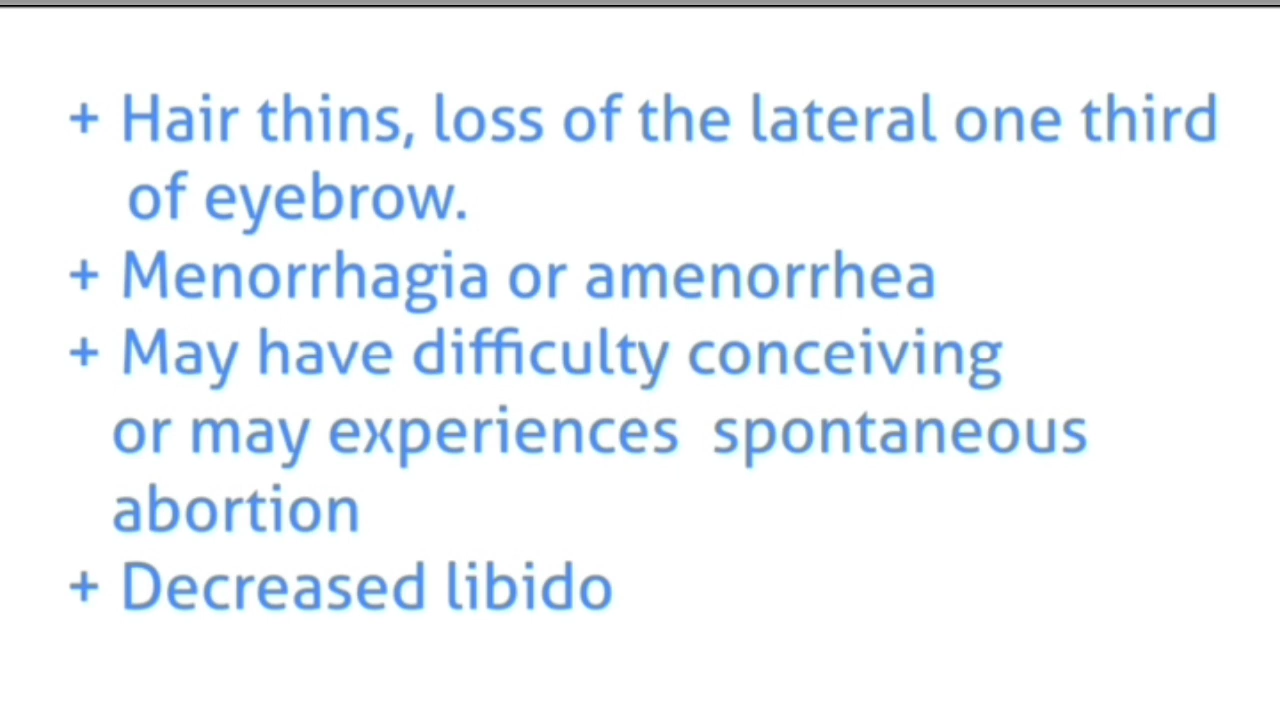 + Hair thins, loss of the lateral one third
of eyebrow.
+ Menorrhagia or amenorrhea
+ May have difficulty conceiving
or may experiences spontaneous
abortion
+ Decreased libido